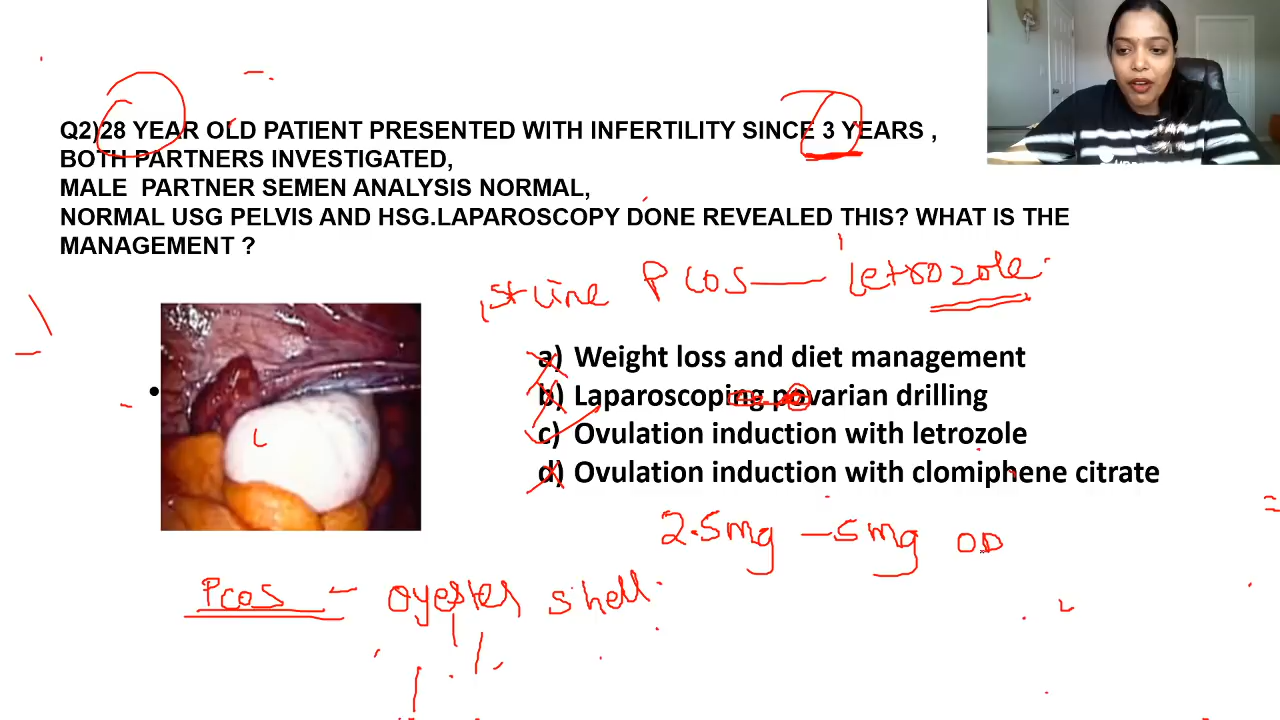 Q2)28 YEAR OLD PATIENT PRESENTED WITH INFERTILITY SINCE 3 YEARS ,
BOTH PARTNERS INVESTIGATED,
MALE PARTNER SEMEN ANALYSIS NORMAL,
NORMAL USG PELVIS AND HSG.LAPAROSCOPY DONE REVEALED THIS? WHAT IS THE
MANAGEMENT ?
1st line PCOS — letrozole.
a) Weight loss and diet management
b) Laparoscoping povarian drilling
c) Ovulation induction with letrozole
d) Ovulation induction with clomiphene citrate
2.5mg – 5mg OD
PCOS – oyester shell